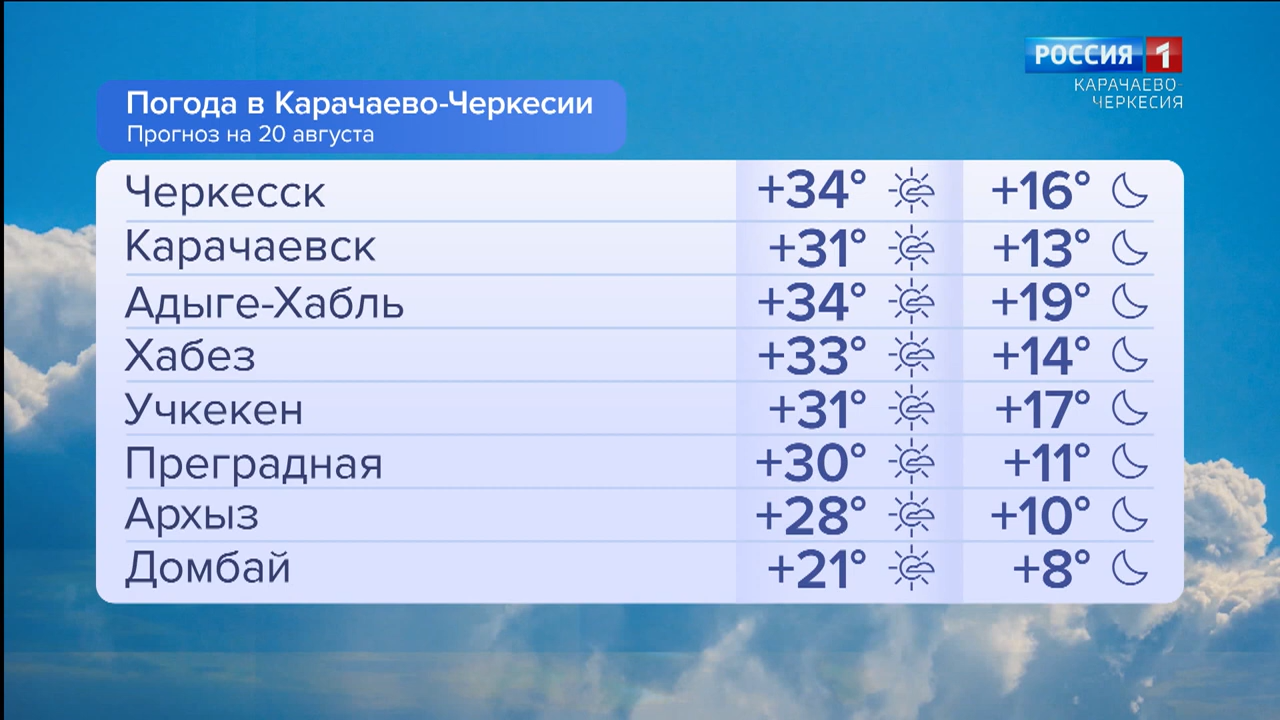 РОССИЯ 1
КАРАЧАЕВО-
ЧЕРКЕСИЯ
Погода в Карачаево-Черкесии
Прогноз на 20 августа
Черкесск +34° +16°
Карачаевск +31° +13°
Адыге-Хабль +34° +19°
Хабез +33° +14°
Учкекен +31° +17°
Преградная +30° +11°
Архыз +28° +10°
Домбай +21° +8°